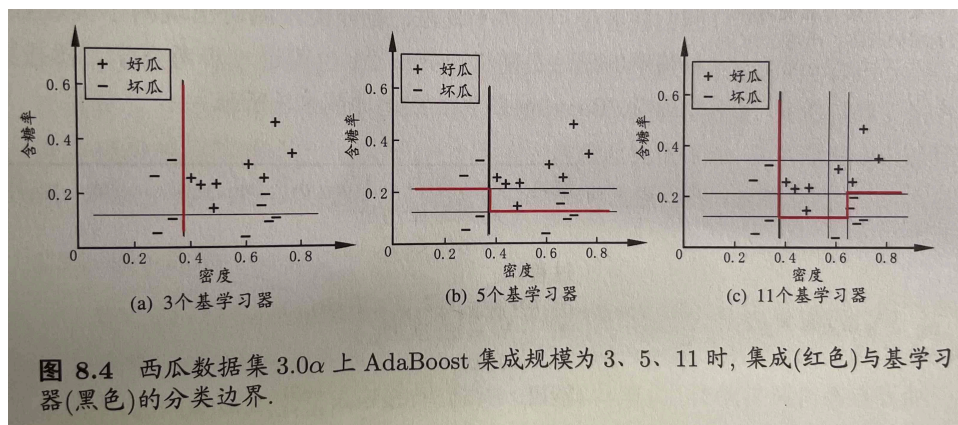 + 好瓜
− 坏瓜
含糖率
0.6
0.4
0.2
0
0.2
0.4
0.6
0.8
密度
(a) 3个基学习器
+ 好瓜
− 坏瓜
含糖率
0.6
0.4
0.2
0
0.2
0.4
0.6
0.8
密度
(b) 5个基学习器
+ 好瓜
− 坏瓜
含糖率
0.6
0.4
0.2
0
0.2
0.4
0.6
0.8
密度
(c) 11个基学习器
图 8.4 西瓜数据集 3.0α 上 AdaBoost 集成规模为 3、5、11 时, 集成(红色)与基学习
器(黑色)的分类边界.